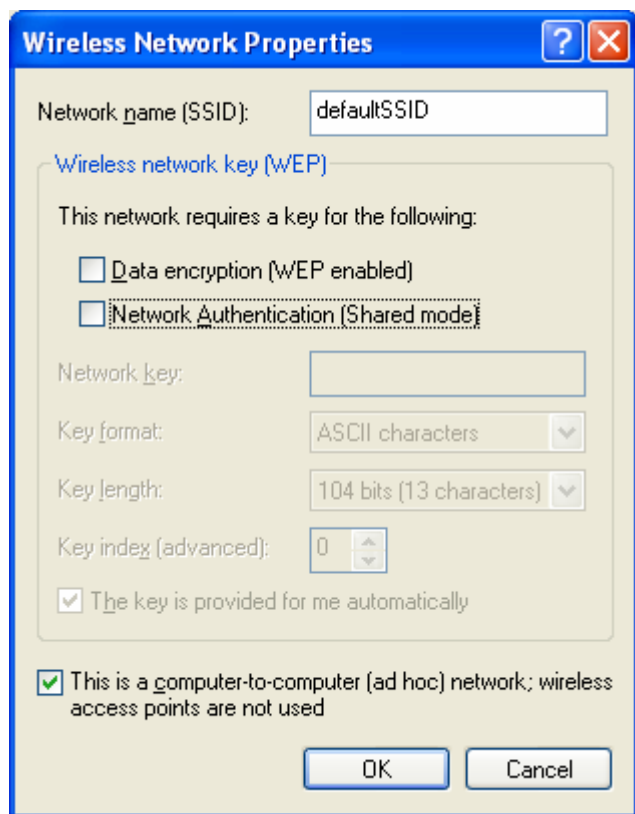 Wireless Network Properties
Network name (SSID): defaultSSID
Wireless network key (WEP)
This network requires a key for the following:
Data encryption (WEP enabled)
Network Authentication (Shared mode)
Network key:
Key format: ASCII characters
Key length: 104 bits (13 characters)
Key index (advanced): 0
The key is provided for me automatically
This is a computer-to-computer (ad hoc) network; wireless
access points are not used
OK Cancel